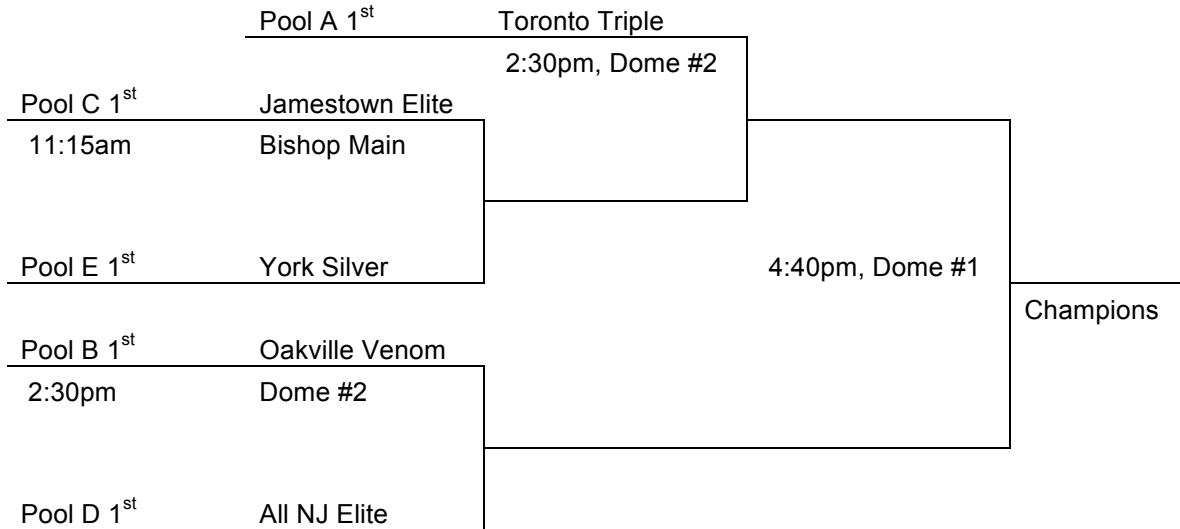 Pool A 1st Toronto Triple
2:30pm, Dome #2
Pool C 1st Jamestown Elite
11:15am Bishop Main
Pool E 1st York Silver
4:40pm, Dome #1
Champions
Pool B 1st Oakville Venom
2:30pm Dome #2
Pool D 1st All NJ Elite